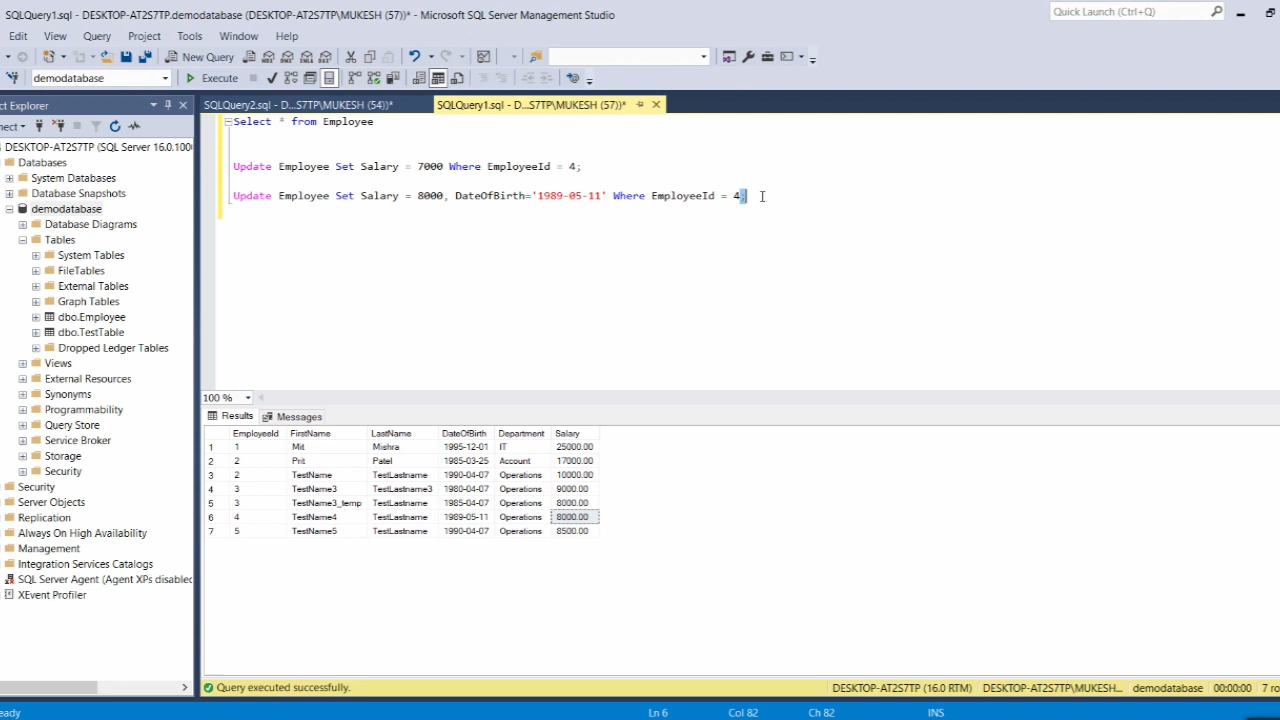 SQLQuery1.sql - DESKTOP-AT2S7TP.demodatabase (DESKTOP-AT2S7TP\MUKESH (57))* - Microsoft SQL Server Management Studio
Quick Launch (Ctrl+Q)
Edit View Query Project Tools Window Help
New Query
demodatabase Execute
ct Explorer
SQLQuery2.sql - D...S7TP\MUKESH (54))*
SQLQuery1.sql - D...S7TP\MUKESH (57))*
nect
DESKTOP-AT2S7TP (SQL Server 16.0.100
Databases
System Databases
Database Snapshots
demodatabase
Database Diagrams
Tables
System Tables
FileTables
External Tables
Graph Tables
dbo.Employee
dbo.TestTable
Dropped Ledger Tables
Views
External Resources
Synonyms
Programmability
Query Store
Service Broker
Storage
Security
Security
Server Objects
Replication
Always On High Availability
Management
Integration Services Catalogs
SQL Server Agent (Agent XPs disabled
XEvent Profiler
Select * from Employee
Update Employee Set Salary = 7000 Where EmployeeId = 4;
Update Employee Set Salary = 8000, DateOfBirth='1989-05-11' Where EmployeeId = 4;
100 %
Results Messages
EmployeeId FirstName LastName DateOfBirth Department Salary
1 1 Mit Mishra 1995-12-01 IT 25000.00
2 2 Prit Patel 1985-03-25 Account 17000.00
3 2 TestName TestLastname 1990-04-07 Operations 10000.00
4 3 TestName3 TestLastname3 1980-04-07 Operations 9000.00
5 3 TestName3_temp TestLastname 1985-04-07 Operations 8000.00
6 4 TestName4 TestLastname 1989-05-11 Operations 8000.00
7 5 TestName5 TestLastname 1990-04-07 Operations 8500.00
Query executed successfully.
DESKTOP-AT2S7TP (16.0 RTM) DESKTOP-AT2S7TP\MUKESH... demodatabase 00:00:00 7 ro
eady Ln 6 Col 82 Ch 82 INS